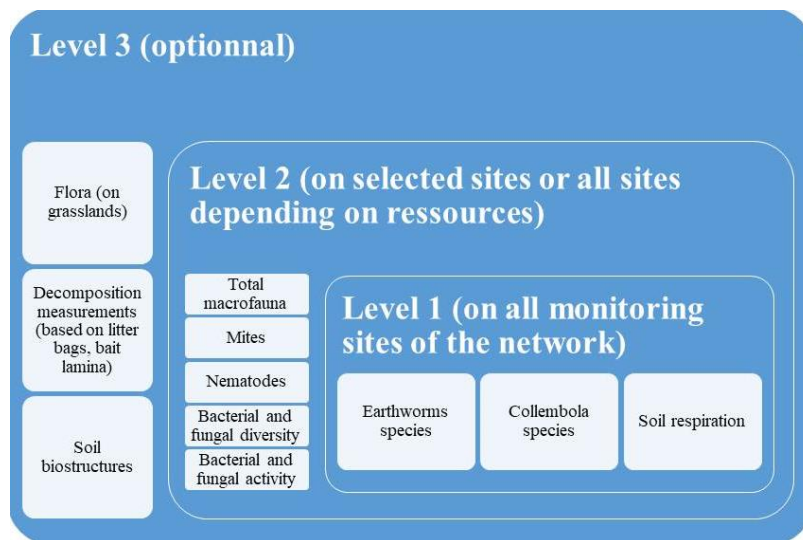 Level 3 (optionnal)
Flora (on
grasslands)
Decomposition
measurements
(based on litter
bags, bait
lamina)
Soil
biostructures
Level 2 (on selected sites or all sites
depending on ressources)
Total
macrofauna
Mites
Nematodes
Bacterial and
fungal diversity
Bacterial and
fungal activity
Level 1 (on all monitoring
sites of the network)
Earthworms
species
Collembola
species
Soil respiration